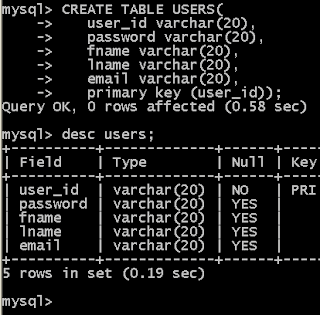 mysql> CREATE TABLE USERS(
    -> user_id varchar(20),
    -> password varchar(20),
    -> fname varchar(20),
    -> lname varchar(20),
    -> email varchar(20),
    -> primary key (user_id));
Query OK, 0 rows affected (0.58 sec)
mysql> desc users;
+----------+-------------+------+-----
| Field    | Type        | Null | Key
+----------+-------------+------+-----
| user_id  | varchar(20) | NO   | PRI
| password | varchar(20) | YES  |
| fname    | varchar(20) | YES  |
| lname    | varchar(20) | YES  |
| email    | varchar(20) | YES  |
+----------+-------------+------+-----
5 rows in set (0.19 sec)
mysql>